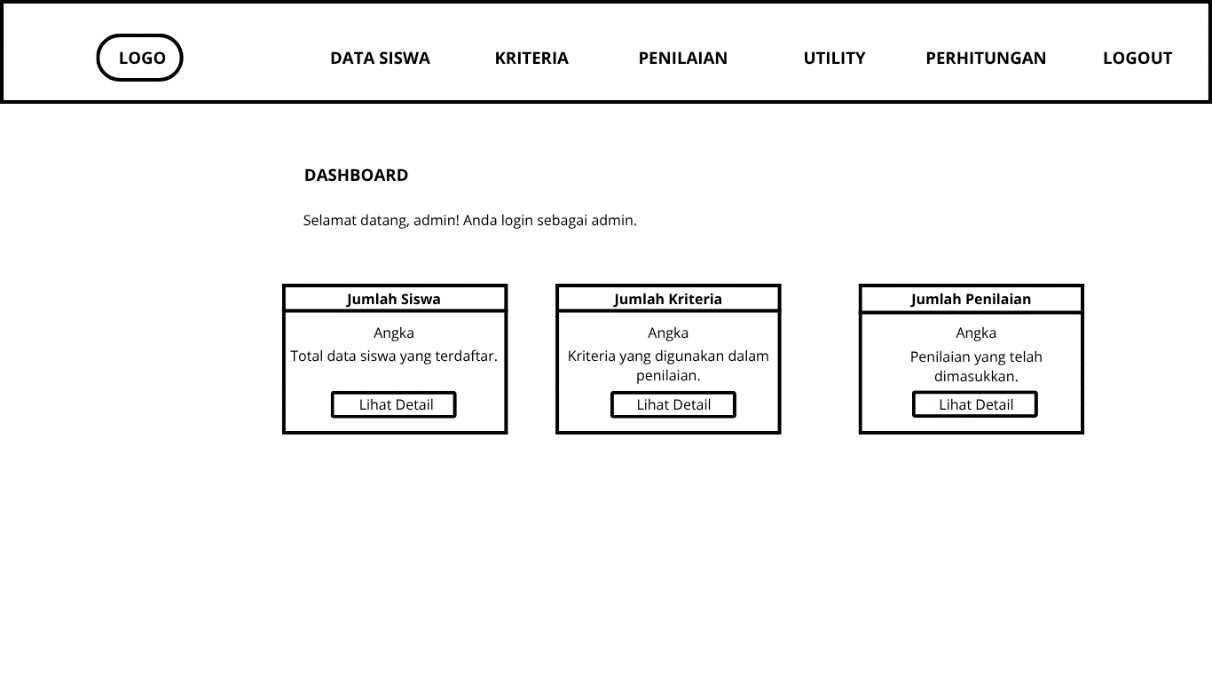 LOGO
DATA SISWA
KRITERIA
PENILAIAN
UTILITY
PERHITUNGAN
LOGOUT
DASHBOARD
Selamat datang, admin! Anda login sebagai admin.
Jumlah Siswa
Angka
Total data siswa yang terdaftar.
Lihat Detail
Jumlah Kriteria
Angka
Kriteria yang digunakan dalam
penilaian.
Lihat Detail
Jumlah Penilaian
Angka
Penilaian yang telah
dimasukkan.
Lihat Detail